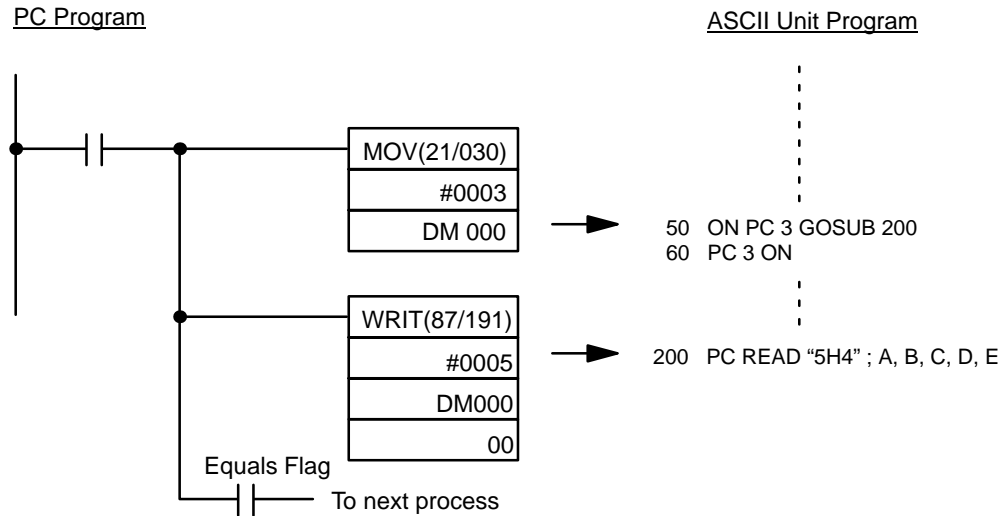 PC Program
ASCII Unit Program
MOV(21/030)
#0003
DM 000
50 ON PC 3 GOSUB 200
60 PC 3 ON
WRIT(87/191)
#0005
DM000
00
200 PC READ “5H4” ; A, B, C, D, E
Equals Flag
To next process